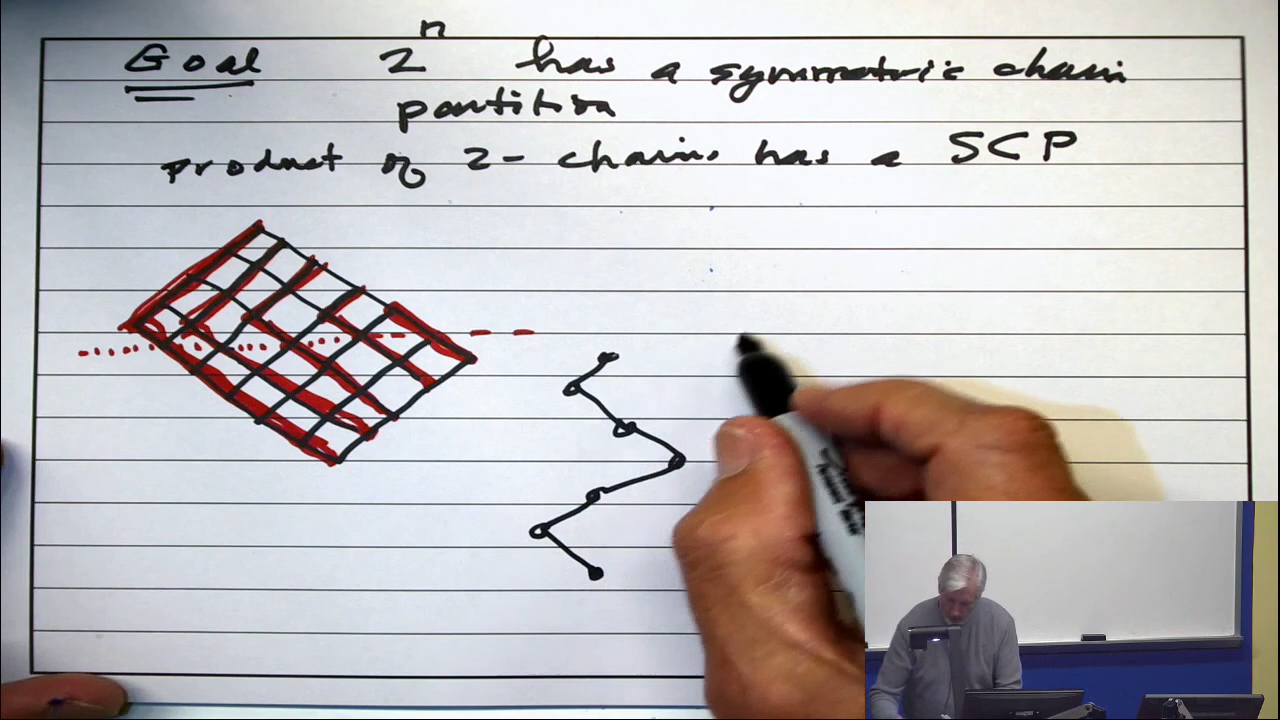 Goal 2^n has a symmetric chain
partition
product of 2-chains has a SCP